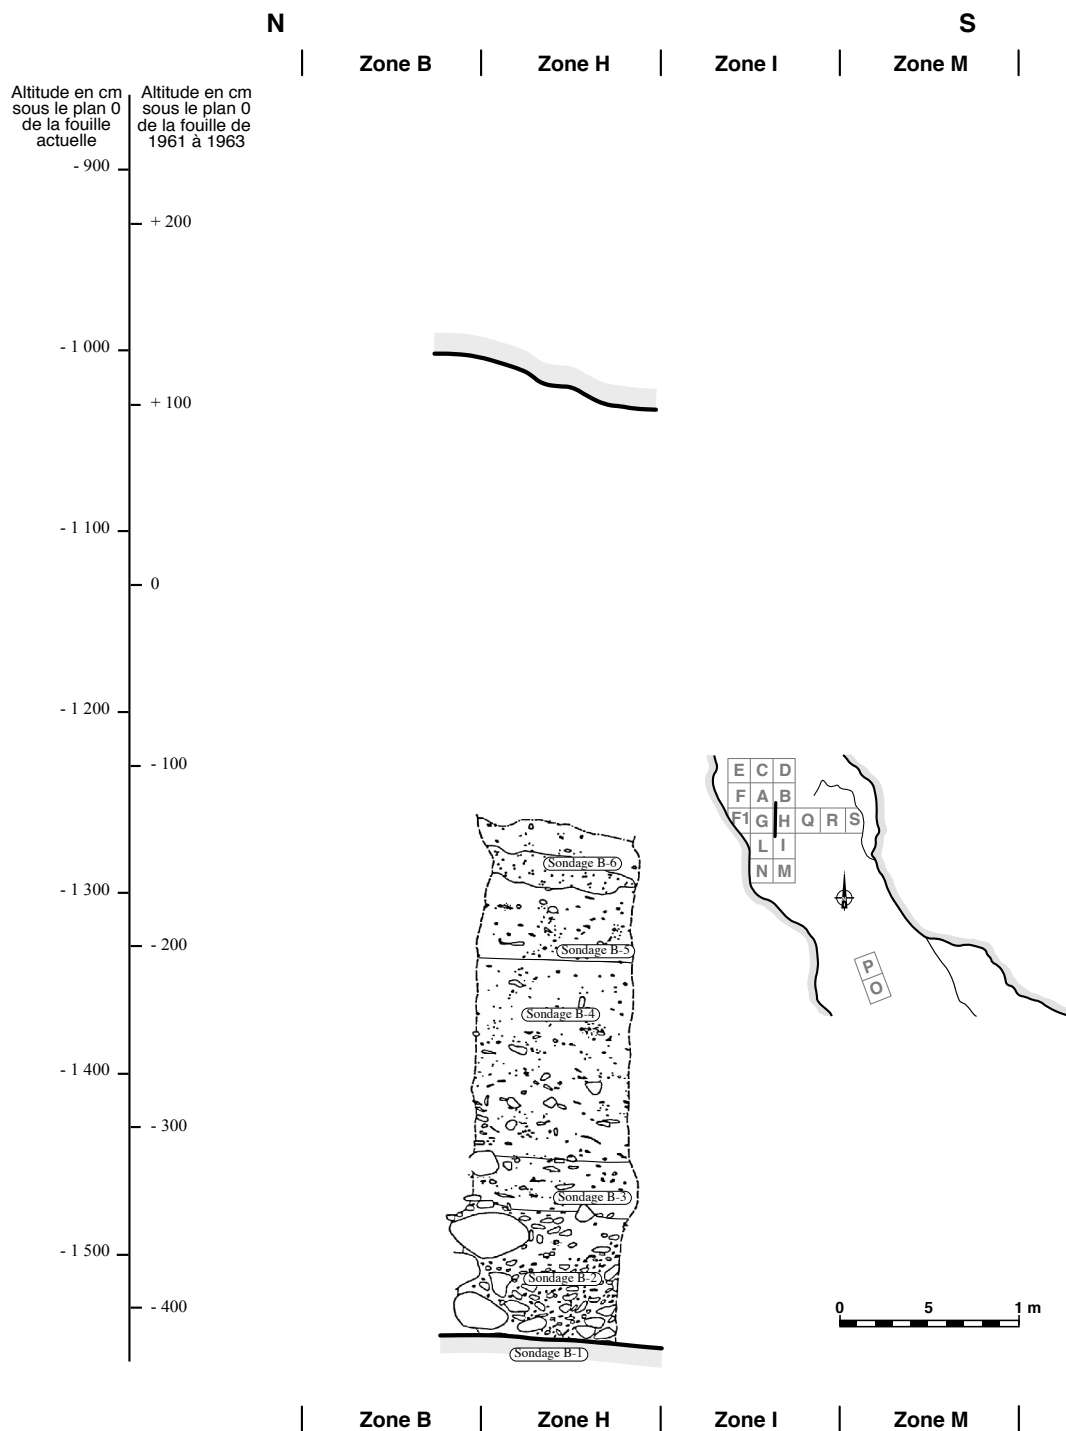 N
S
Zone B
Zone H
Zone I
Zone M
Altitude en cm
sous le plan 0
de la fouille
actuelle
Altitude en cm
sous le plan 0
de la fouille de
1961 à 1963
- 900
+ 200
- 1 000
+ 100
- 1 100
0
- 1 200
- 100
E C D
F A B
F1 G H Q R S
L I
N M
P
O
Sondage B-6
- 1 300
- 200
Sondage B-5
Sondage B-4
- 1 400
- 300
Sondage B-3
- 1 500
Sondage B-2
- 400
0 5 1 m
Sondage B-1
Zone B
Zone H
Zone I
Zone M